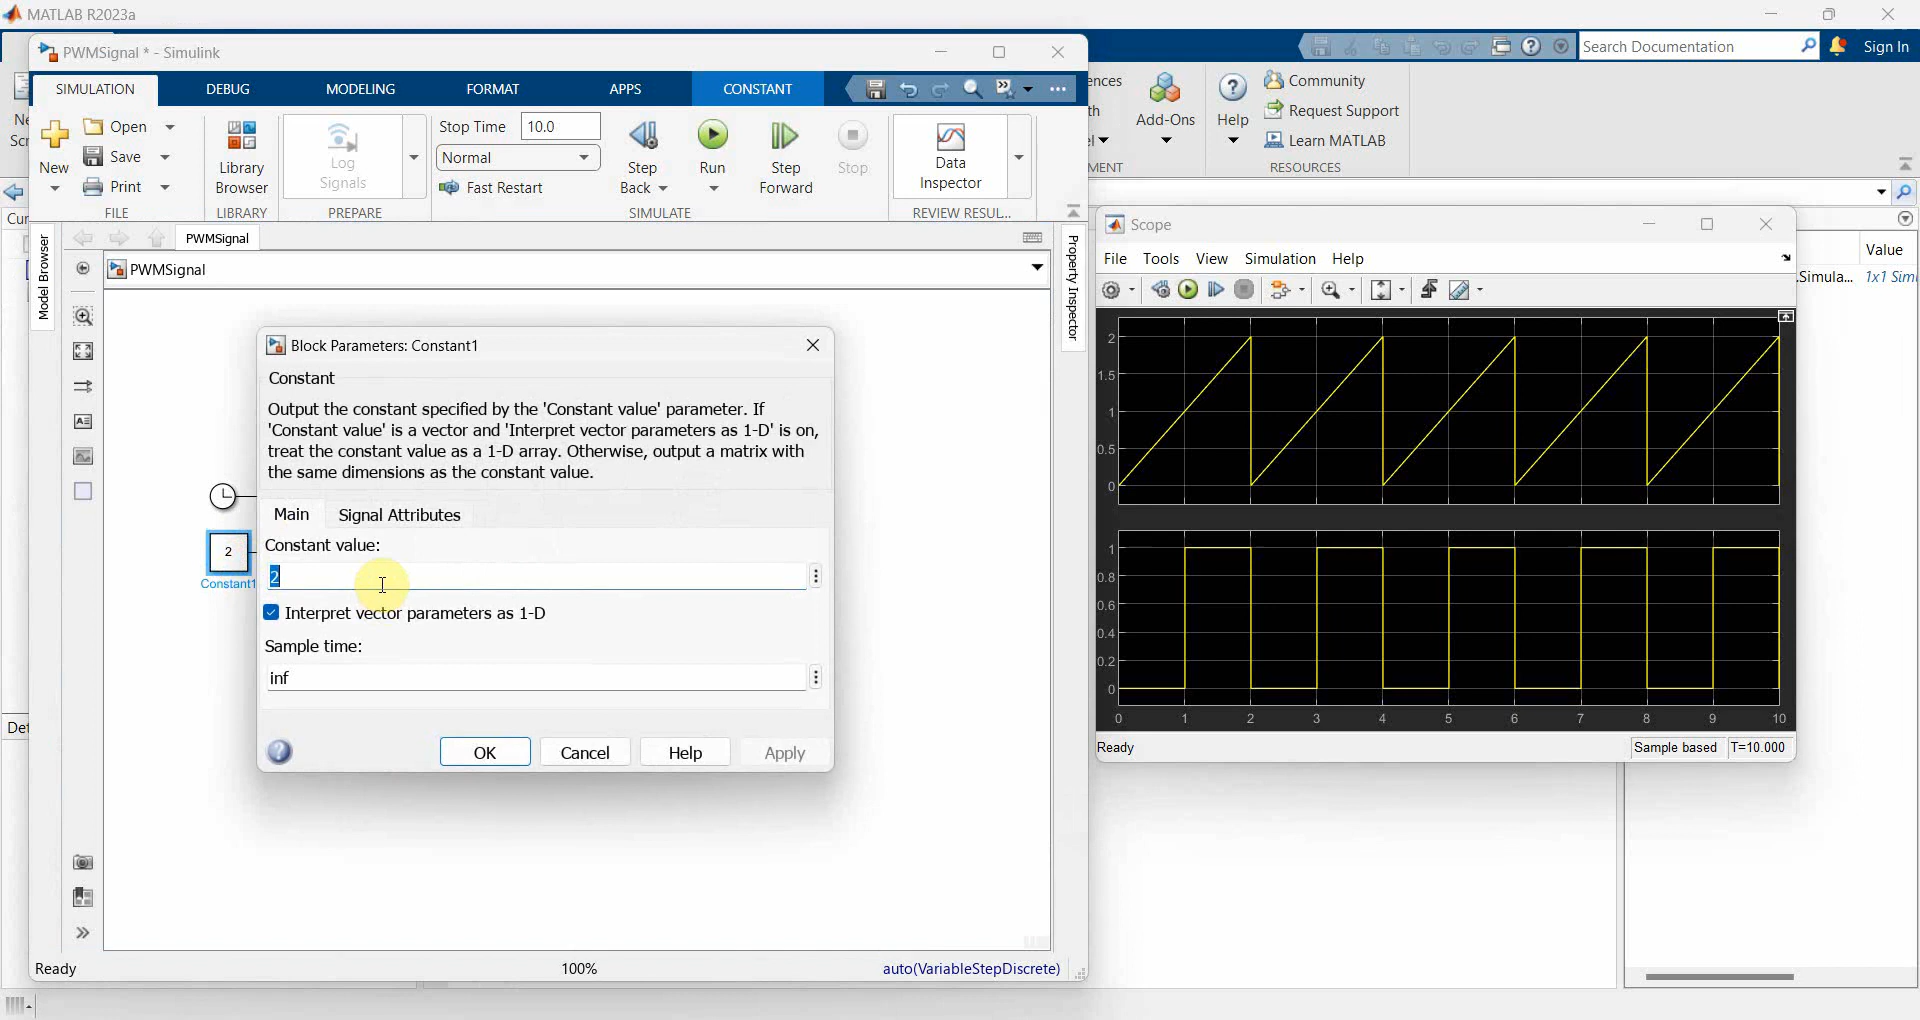 MATLAB R2023a
PWMSignal * - Simulink
Search Documentation
Sign In
SIMULATION
DEBUG
MODELING
FORMAT
APPS
CONSTANT
New
Open
Save
Print
FILE
Library
Browser
LIBRARY
Log
Signals
PREPARE
Stop Time
10.0
Normal
Fast Restart
Step
Back
Run
Step
Forward
Stop
SIMULATE
Data
Inspector
REVIEW RESUL...
ences
Add-Ons
Help
Community
Request Support
Learn MATLAB
MENT
RESOURCES
Cur
PWMSignal
PWMSignal
Model Browser
Property Inspector
Value
.Simula...
1x1 Sim
Scope
File Tools View Simulation Help
2
1.5
1
0.5
0
1
0.8
0.6
0.4
0.2
0
0 1 2 3 4 5 6 7 8 9 10
Ready
Sample based
T=10.000
Block Parameters: Constant1
Constant
Output the constant specified by the 'Constant value' parameter. If
'Constant value' is a vector and 'Interpret vector parameters as 1-D' is on,
treat the constant value as a 1-D array. Otherwise, output a matrix with
the same dimensions as the constant value.
Main
Signal Attributes
Constant value:
2
Interpret vector parameters as 1-D
Sample time:
inf
OK
Cancel
Help
Apply
2
Constant1
Det
Ready
100%
auto(VariableStepDiscrete)